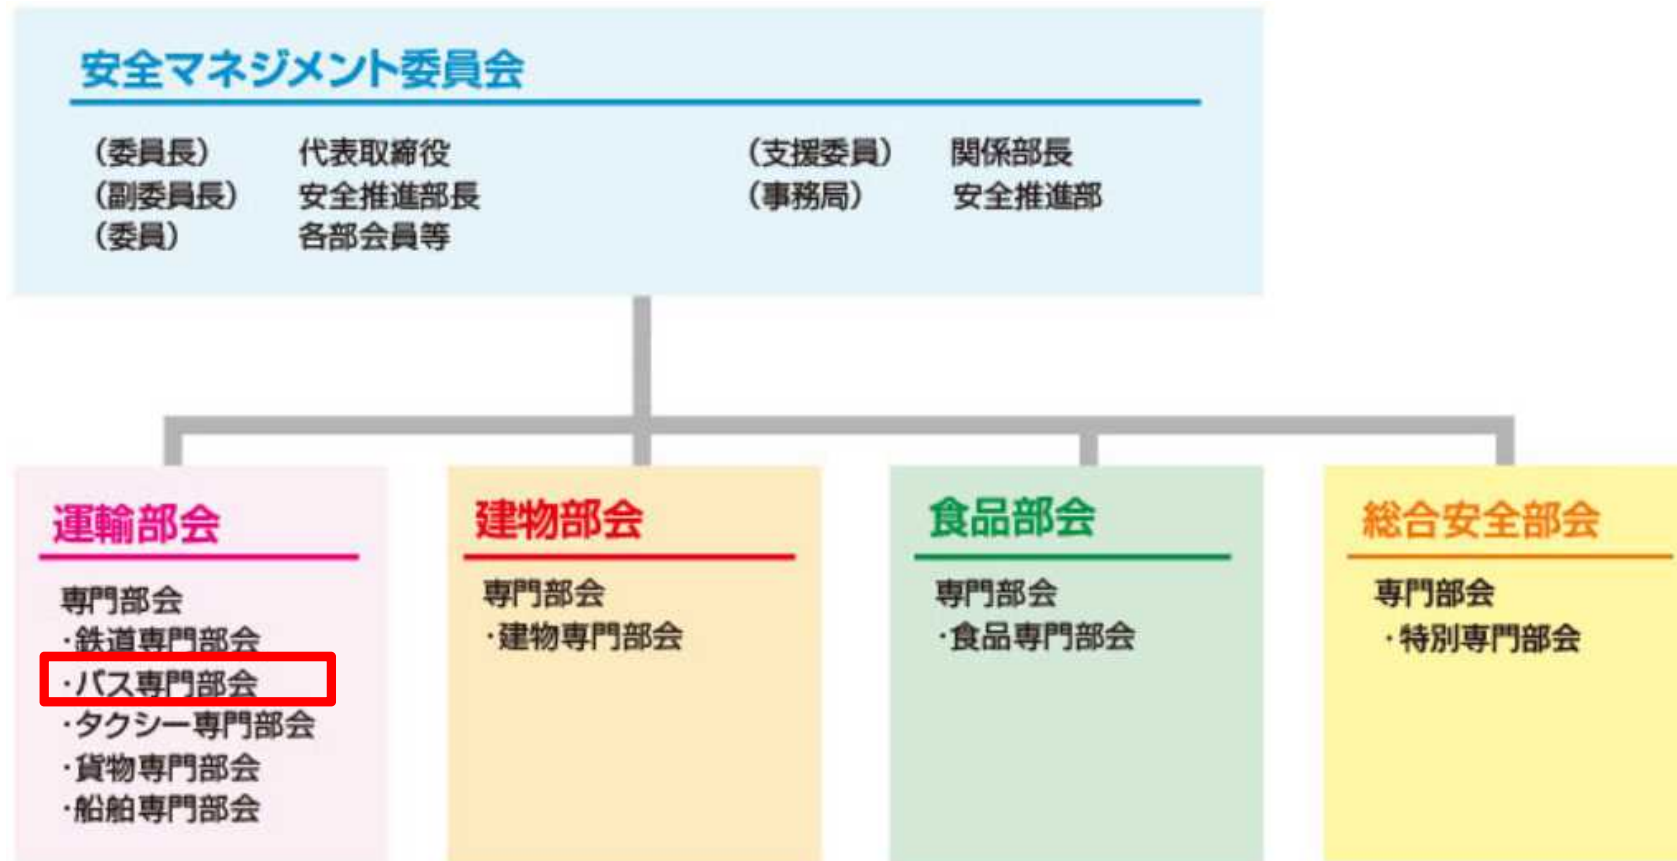 安全マネジメント委員会
（委員長） 代表取締役 （支援委員） 関係部長
（副委員長） 安全推進部長 （事務局） 安全推進部
（委員） 各部会員等
運輸部会
専門部会
・鉄道専門部会
・バス専門部会
・タクシー専門部会
・貨物専門部会
・船舶専門部会
建物部会
専門部会
・建物専門部会
食品部会
専門部会
・食品専門部会
総合安全部会
専門部会
・特別専門部会